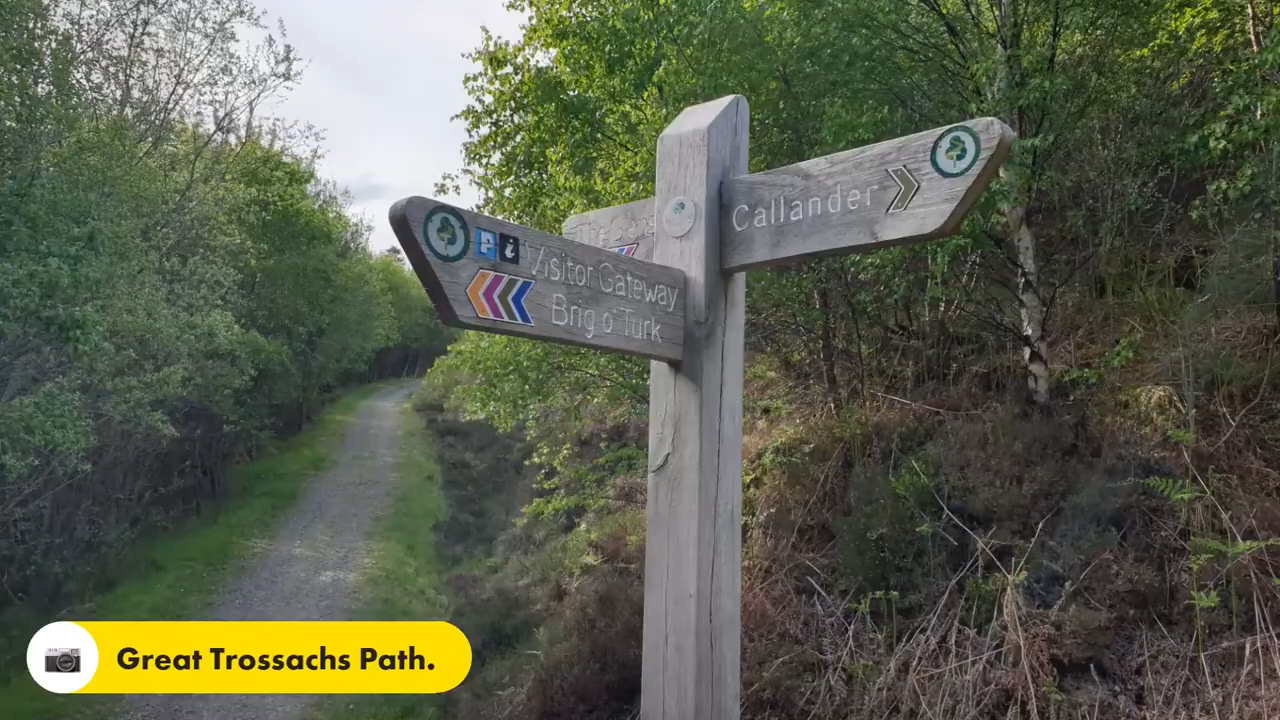 P i Visitor Gateway
Brig o' Turk
Callander
Great Trossachs Path.